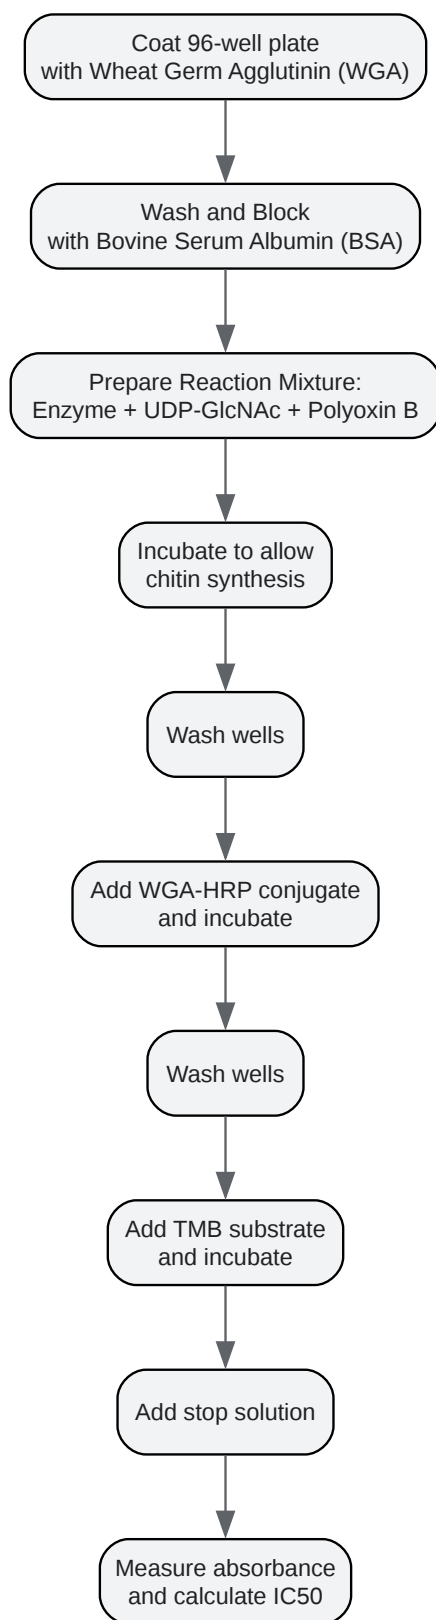 Coat 96-well plate
with Wheat Germ Agglutinin (WGA)
Wash and Block
with Bovine Serum Albumin (BSA)
Prepare Reaction Mixture:
Enzyme + UDP-GlcNAc + Polyoxin B
Incubate to allow
chitin synthesis
Wash wells
Add WGA-HRP conjugate
and incubate
Wash wells
Add TMB substrate
and incubate
Add stop solution
Measure absorbance
and calculate IC50